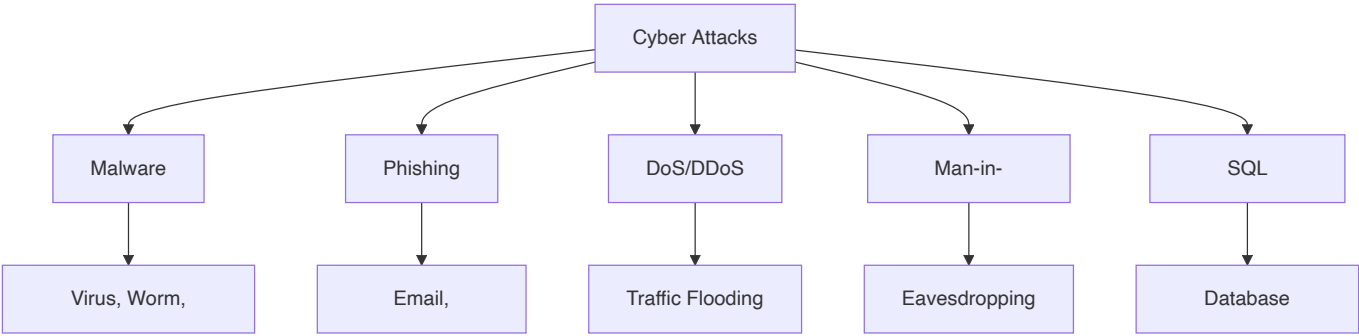 Cyber Attacks
Malware
Phishing
DoS/DDoS
Man-in-
SQL
Virus, Worm,
Email,
Traffic Flooding
Eavesdropping
Database